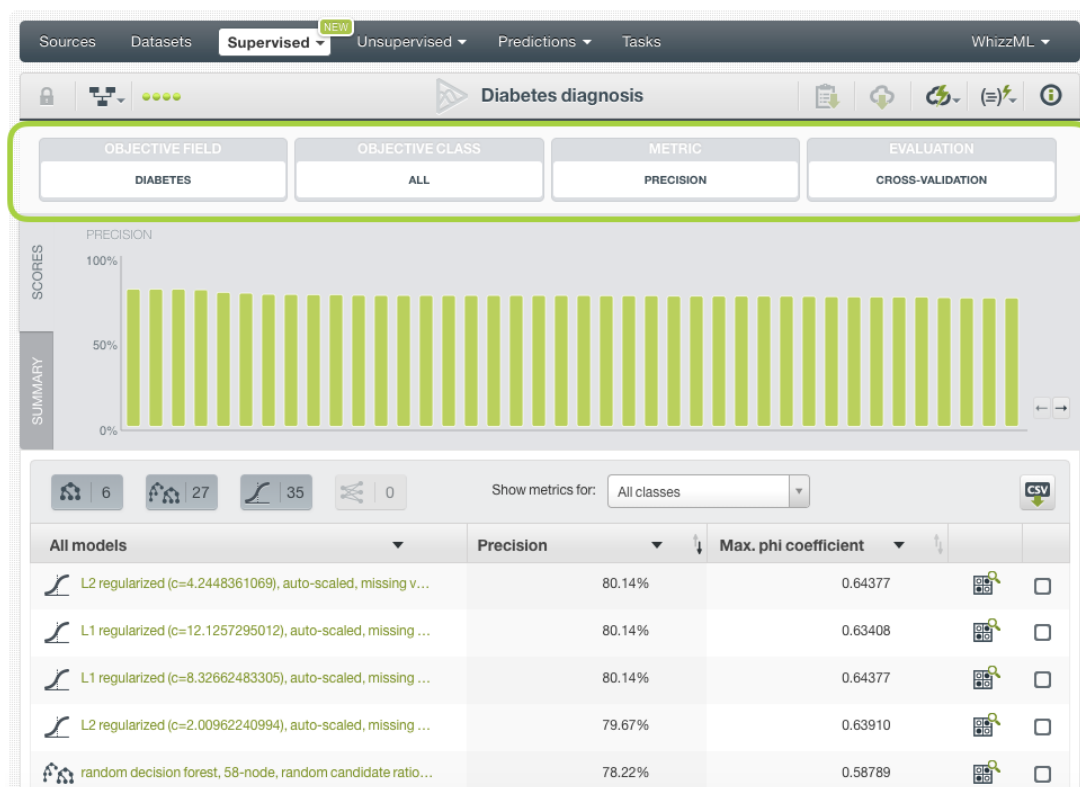 NEW
Sources Datasets Supervised Unsupervised Predictions Tasks WhizzML
Diabetes diagnosis
OBJECTIVE FIELD OBJECTIVE CLASS METRIC EVALUATION
DIABETES ALL PRECISION CROSS-VALIDATION
SCORES
SUMMARY
PRECISION
100%
50%
0%
6 27 35 0 Show metrics for: All classes CSV
All models Precision Max. phi coefficient
L2 regularized (c=4.2448361069), auto-scaled, missing v... 80.14% 0.64377
L1 regularized (c=12.1257295012), auto-scaled, missing ... 80.14% 0.63408
L1 regularized (c=8.32662483305), auto-scaled, missing ... 80.14% 0.64377
L2 regularized (c=2.00962240994), auto-scaled, missing ... 79.67% 0.63910
random decision forest, 58-node, random candidate ratio... 78.22% 0.58789